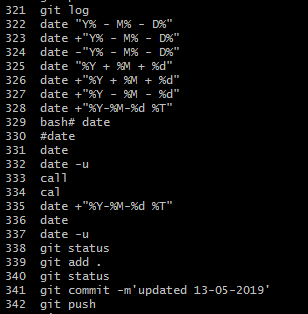 321 git log
322 date "Y% - M% - D%"
323 date +"Y% - M% - D%"
324 date -"Y% - M% - D%"
325 date "%Y + %M + %d"
326 date +"%Y + %M + %d"
327 date +"%Y - %M - %d"
328 date +"%Y-%M-%d %T"
329 bash# date
330 #date
331 date
332 date -u
333 call
334 cal
335 date +"%Y-%M-%d %T"
336 date
337 date -u
338 git status
339 git add .
340 git status
341 git commit -m'updated 13-05-2019'
342 git push